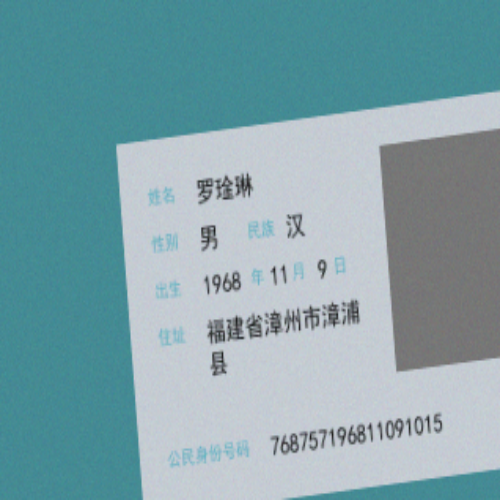 姓名 罗琻琳
性别 男 民族 汉
出生 1968 年 11 月 9 日
住址 福建省漳州市漳浦
县
公民身份号码 768757196811091015